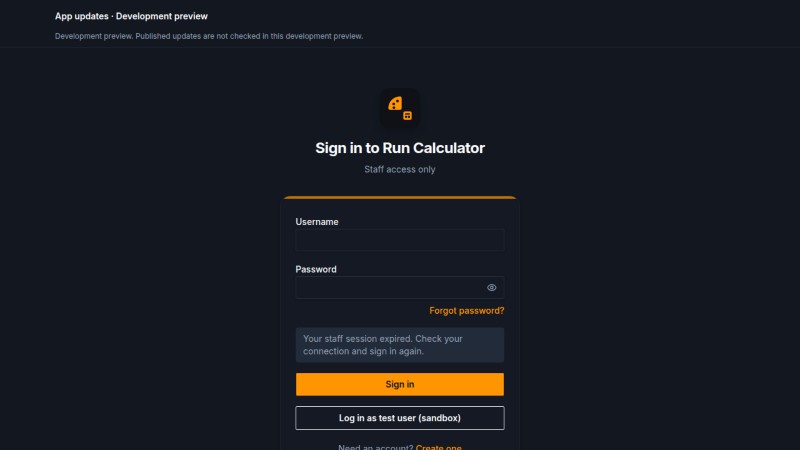 App updates · Development preview
Development preview. Published updates are not checked in this development preview.
Sign in to Run Calculator
Staff access only
Username
Password
Forgot password?
Your staff session expired. Check your
connection and sign in again.
Sign in
Log in as test user (sandbox)
Need an account? Create one